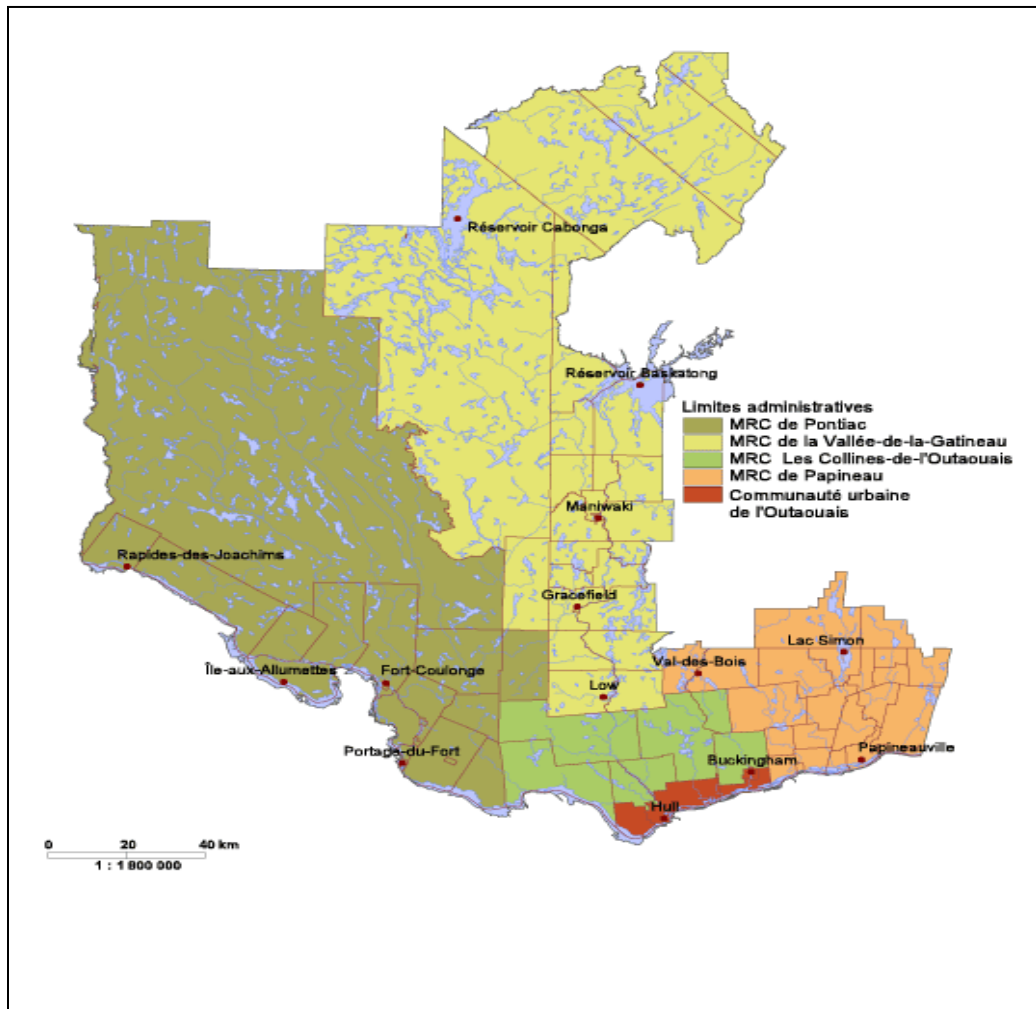 Réservoir Cabonga
Réservoir Baskatong
Limites administratives
MRC de Pontiac
MRC de la Vallée-de-la-Gatineau
MRC Les Collines-de-l'Outaouais
MRC de Papineau
Communauté urbaine
de l'Outaouais
Maniwaki
Rapides-des-Joachims
Gracefield
Lac Simon
Val-des-Bois
Île-aux-Allumettes
Fort-Coulonge
Low
Portage-du-Fort
Buckingham
Papineauville
Hull
0 20 40 km
1 : 1 800 000